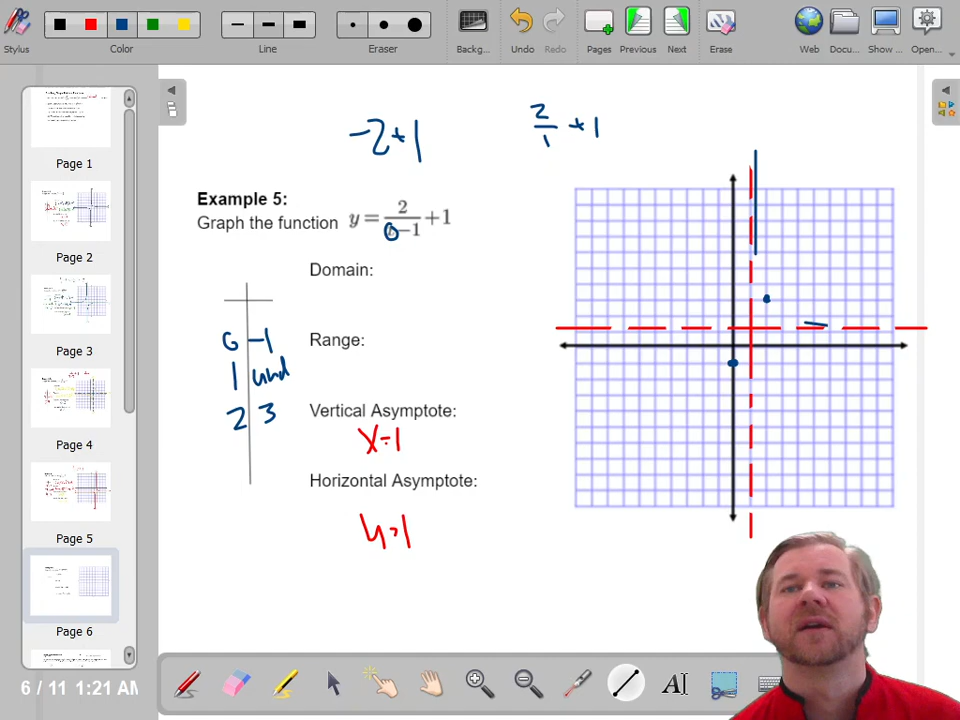 Stylus
Color
Line
Eraser
Backg...
Undo
Redo
Pages
Previous
Next
Erase
Web
Docu...
Show ...
Open...
Page 1
Page 2
Page 3
Page 4
Page 5
Page 6
6 / 11 1:21 AM
-2+1
2/1 + 1
Example 5:
Graph the function y = 2/(0-1) + 1
Domain:
0 -1
Range:
1 und
2 3
Vertical Asymptote:
x=1
Horizontal Asymptote:
y=1
A